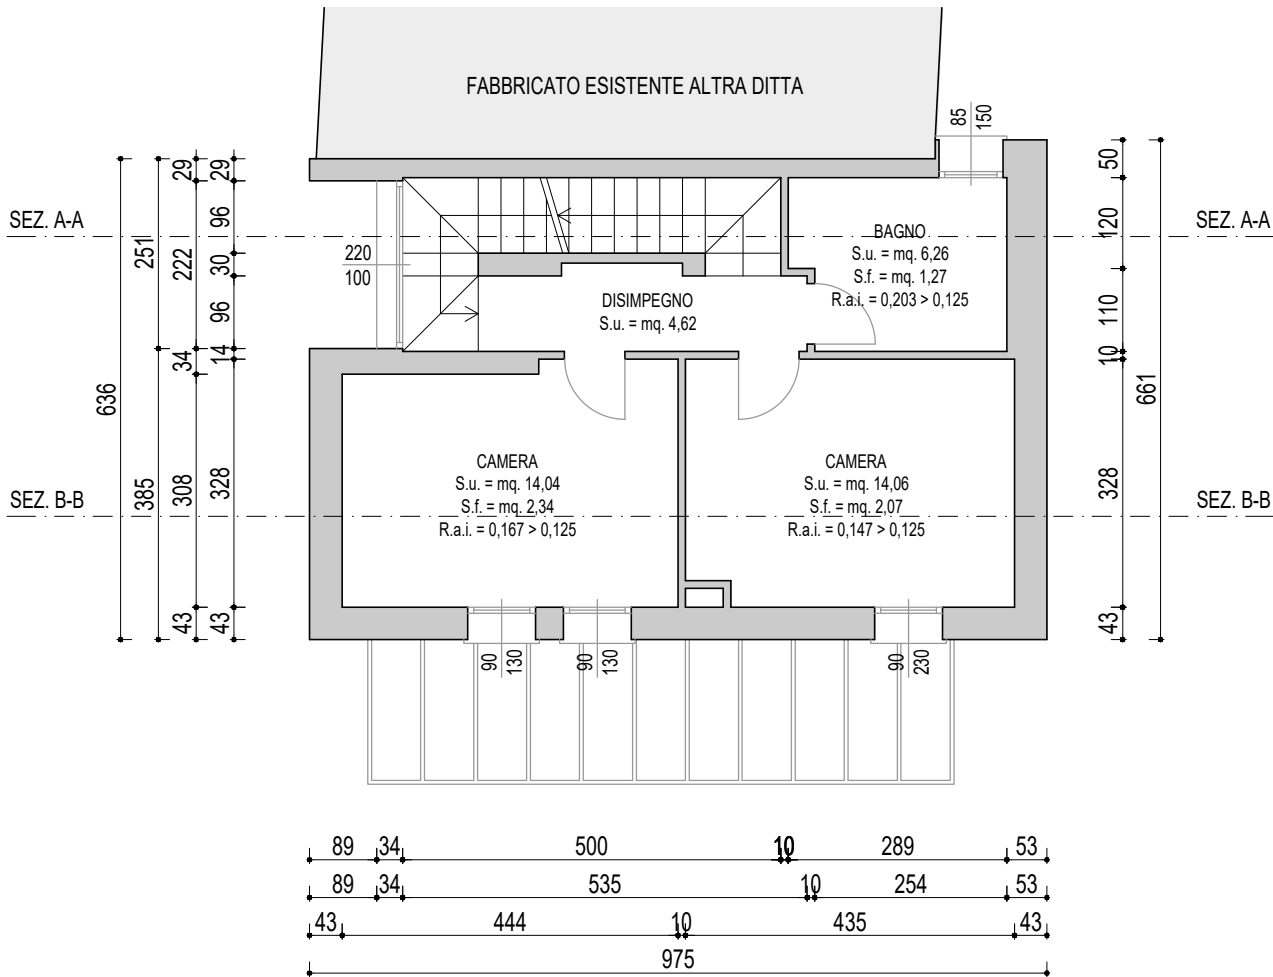 FABBRICATO ESISTENTE ALTRA DITTA
85
150
SEZ. A-A
SEZ. A-A
636
251
385
29
222
34
308
43
29
96
30
96
14
328
43
220
100
BAGNO
S.u. = mq. 6,26
S.f. = mq. 1,27
R.a.i. = 0,203 > 0,125
DISIMPEGNO
S.u. = mq. 4,62
50
120
110
10
328
43
661
CAMERA
S.u. = mq. 14,04
S.f. = mq. 2,34
R.a.i. = 0,167 > 0,125
CAMERA
S.u. = mq. 14,06
S.f. = mq. 2,07
R.a.i. = 0,147 > 0,125
SEZ. B-B
SEZ. B-B
90
130
90
130
90
230
89 34 500 10 289 53
89 34 535 10 254 53
43 444 10 435 43
975